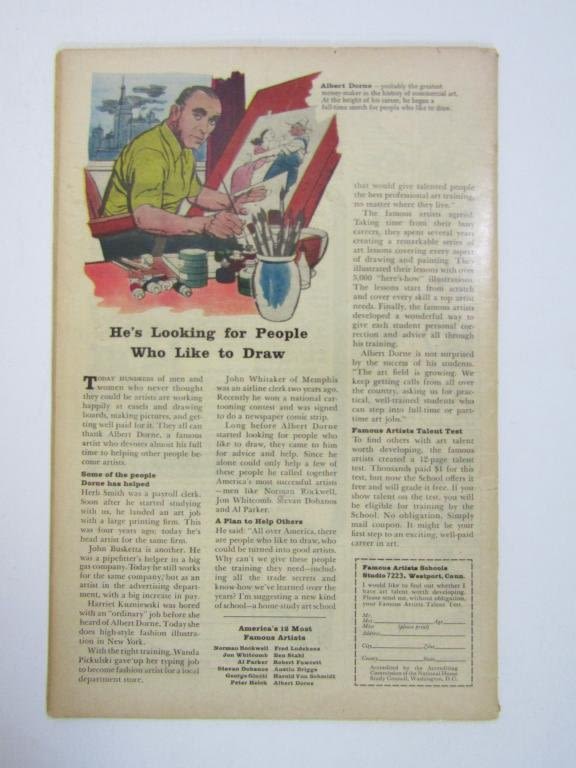 Albert Dorne — probably the greatest
money-maker in the history of commercial art.
At the height of his career, he began a
full-time search for people who like to draw.
He's Looking for People
Who Like to Draw
TODAY HUNDREDS of men and
women who never thought
they could be artists are working
happily at easels and drawing
boards, making pictures, and get-
ting well paid for it. They all can
thank Albert Dorne, a famous
artist who devotes almost his full
time to helping other people be-
come artists.
Some of the people
Dorne has helped
Herb Smith was a payroll clerk.
Soon after he started studying
with us, he landed an art job
with a large printing firm. This
was four years ago; today he's
head artist for the same firm.
John Busketta is another. He
was a pipefitter's helper in a big
gas company. Today he still works
for the same company, but as an
artist in the advertising depart-
ment, with a big increase in pay.
Harriet Kuzniewski was bored
with an "ordinary" job before she
heard of Albert Dorne. Today she
does high-style fashion illustra-
tion in New York.
With the right training, Wanda
Pickulski gave up her typing job
to become fashion artist for a local
department store.
John Whitaker of Memphis
was an airline clerk two years ago.
Recently he won a national car-
tooning contest and was signed
to do a newspaper comic strip.
Long before Albert Dorne
started looking for people who
like to draw, they came to him
for advice and help. Since he
alone could only help a few of
these people he called together
America's most successful artists
—men like Norman Rockwell,
Jon Whitcomb, Stevan Dohanos
and Al Parker.
A Plan to Help Others
He said: "All over America, there
are people who like to draw, who
could be turned into good artists.
Why can't we give these people
the training they need—includ-
ing all the trade secrets and
know-how we've learned over the
years? I'm suggesting a new kind
of school—a home-study art school
America's 12 Most
Famous Artists
Norman Rockwell Fred Ludekens
Jon Whitcomb Ben Stahl
Al Parker Robert Fawcett
Stevan Dohanos Austin Briggs
George Giusti Harold Von Schmidt
Peter Helck Albert Dorne
that would give talented people
the best professional art training,
no matter where they live."
The famous artists agreed.
Taking time from their busy
careers, they spent several years
creating a remarkable series of
art lessons covering every aspect
of drawing and painting. They
illustrated their lessons with over
5,000 "here's-how" illustrations.
The lessons start from scratch
and cover every skill a top artist
needs. Finally, the famous artists
developed a wonderful way to
give each student personal cor-
rection and advice all through
his training.
Albert Dorne is not surprised
by the success of his students.
"The art field is growing. We
keep getting calls from all over
the country, asking us for prac-
tical, well-trained students who
can step into full-time or part-
time art jobs."
Famous Artists Talent Test
To find others with art talent
worth developing, the famous
artists created a 12-page talent
test. Thousands paid $1 for this
test, but now the School offers it
free and will grade it free. If you
show talent on the test, you will
be eligible for training by the
School. No obligation. Simply
mail coupon. It might be your
first step to an exciting, well-paid
career in art.
Famous Artists Schools
Studio 7223, Westport, Conn.
I would like to find out whether I
have art talent worth developing.
Please send me, without obligation,
your Famous Artists Talent Test.
Mr.
Mrs. Age
Miss (please print)
Address
City Zone
County State
Accredited by the Accrediting
Commission of the National Home
Study Council, Washington, D.C.